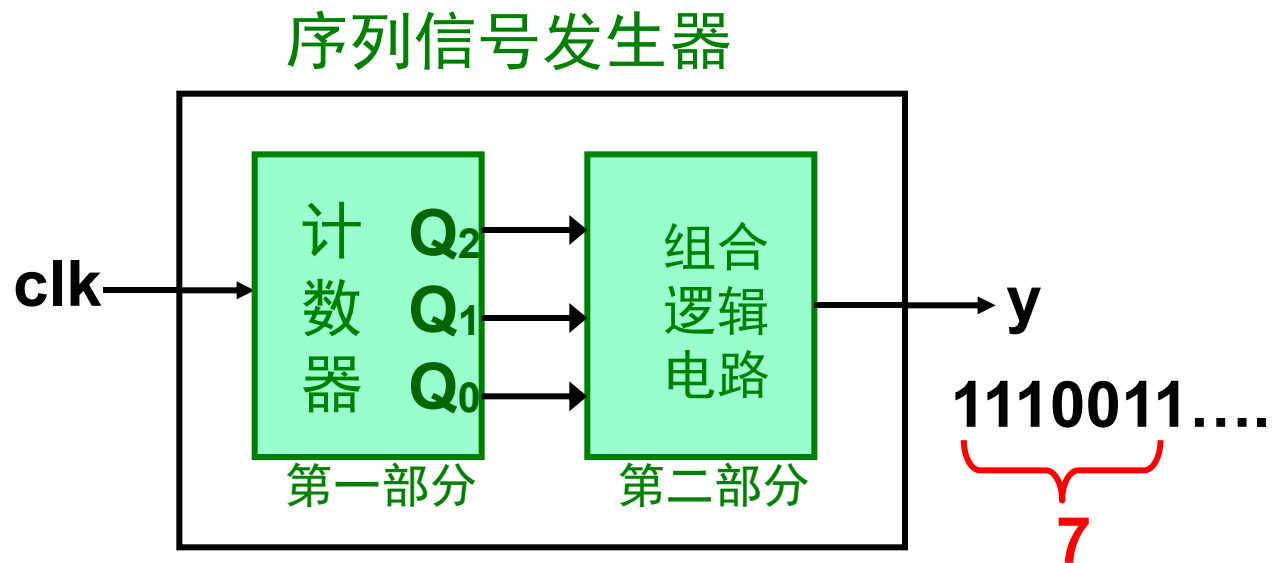 序列信号发生器
clk
计数器
Q2
Q1
Q0
第一部分
组合
逻辑
电路
第二部分
y
1110011....
7